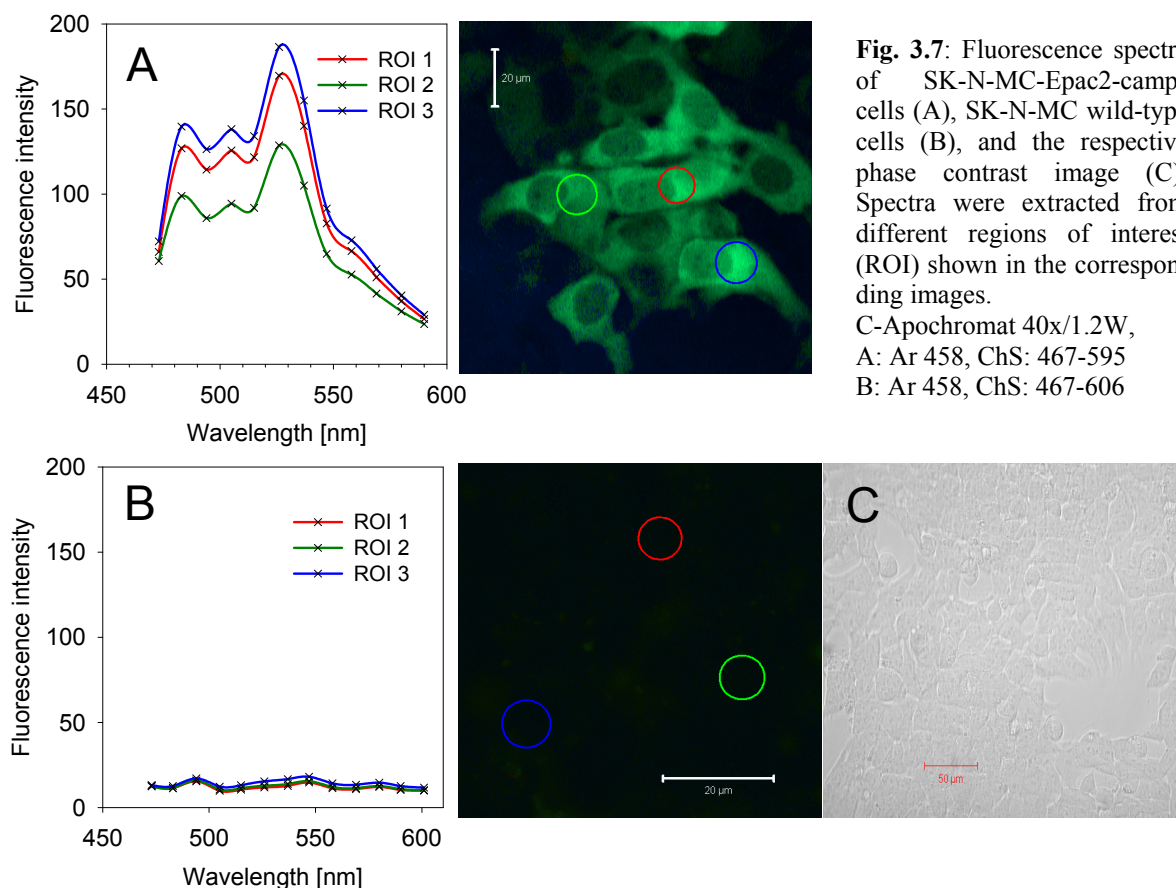 A
200
150
100
50
0
Fluorescence intensity
ROI 1
ROI 2
ROI 3
450 500 550 600
Wavelength [nm]
20 µm
Fig. 3.7: Fluorescence spectr
of SK-N-MC-Epac2-camp
cells (A), SK-N-MC wild-typ
cells (B), and the respectiv
phase contrast image (C)
Spectra were extracted fron
different regions of interes
(ROI) shown in the correspon
ding images.
C-Apochromat 40x/1.2W,
A: Ar 458, ChS: 467-595
B: Ar 458, ChS: 467-606
B
200
150
100
50
0
Fluorescence intensity
ROI 1
ROI 2
ROI 3
450 500 550 600
Wavelength [nm]
20 µm
C
50 µm